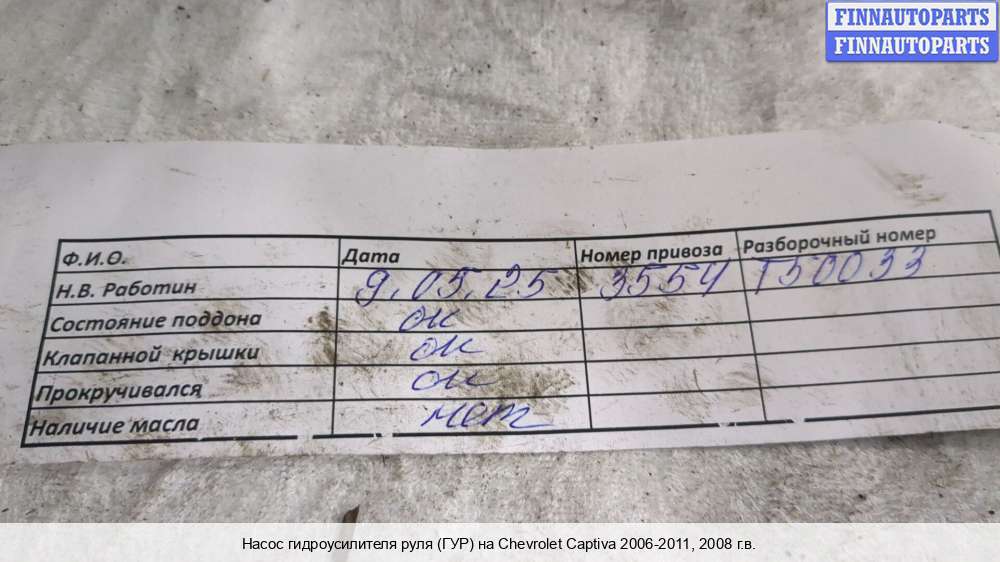 FINNAUTOPARTS
FINNAUTOPARTS
Ф.И.О. Дата Номер привоза Разборочный номер
Н.В. Работин 9.05.25 3554 T50033
Состояние поддона ок
Клапанной крышки ок
Прокручивался ок
Наличие масла нет
Насос гидроусилителя руля (ГУР) на Chevrolet Captiva 2006-2011, 2008 г.в.